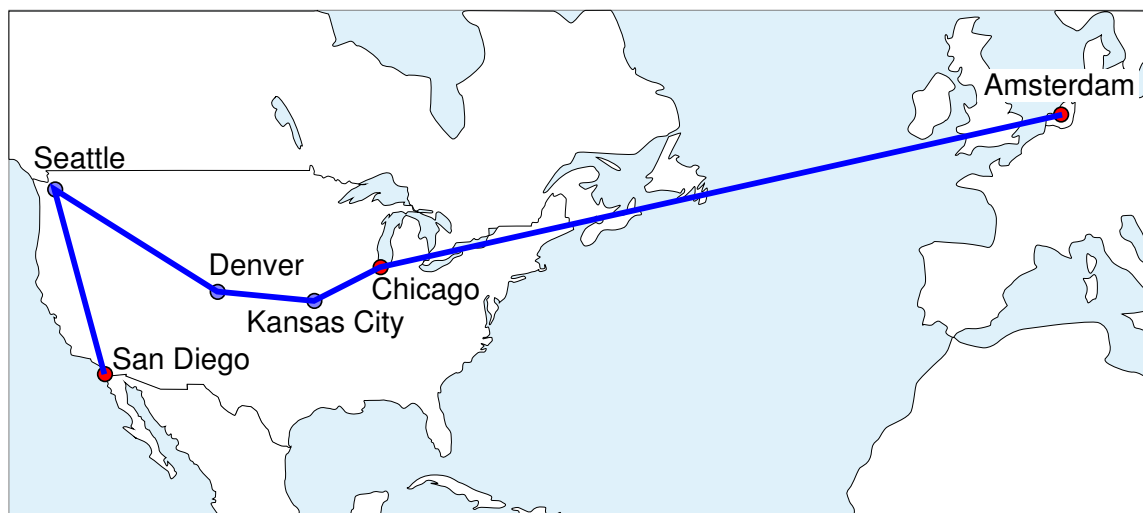 Amsterdam
Seattle
Denver
Chicago
Kansas City
San Diego